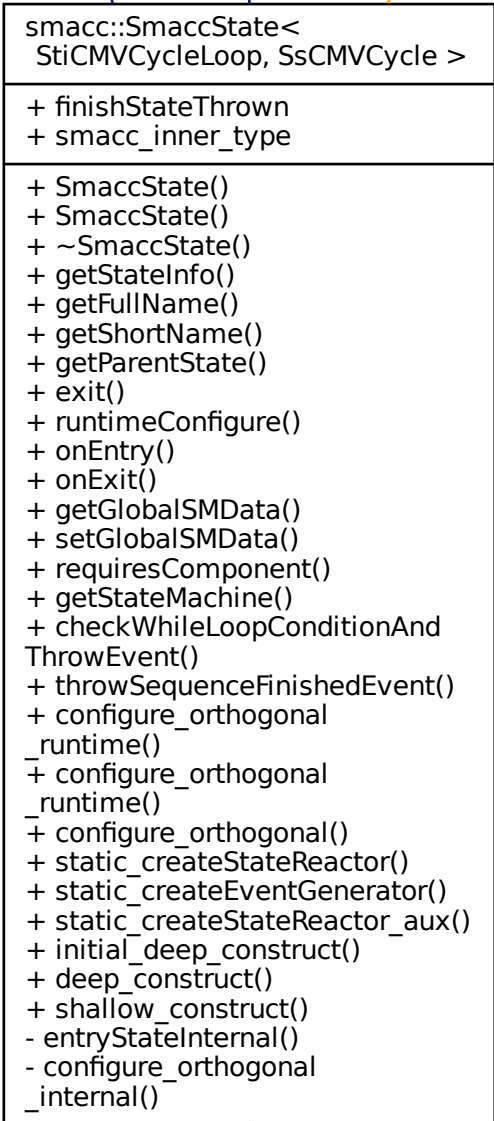 smacc::SmaccState<
StiCMVCycleLoop, SsCMVCycle >
+ finishStateThrown
+ smacc_inner_type
+ SmaccState()
+ SmaccState()
+ ~SmaccState()
+ getStateInfo()
+ getFullName()
+ getShortName()
+ getParentState()
+ exit()
+ runtimeConfigure()
+ onEntry()
+ onExit()
+ getGlobalSMData()
+ setGlobalSMData()
+ requiresComponent()
+ getStateMachine()
+ checkWhileLoopConditionAnd
ThrowEvent()
+ throwSequenceFinishedEvent()
+ configure_orthogonal
_runtime()
+ configure_orthogonal
_runtime()
+ configure_orthogonal()
+ static_createStateReactor()
+ static_createEventGenerator()
+ static_createStateReactor_aux()
+ initial_deep_construct()
+ deep_construct()
+ shallow_construct()
- entryStateInternal()
- configure_orthogonal
_internal()